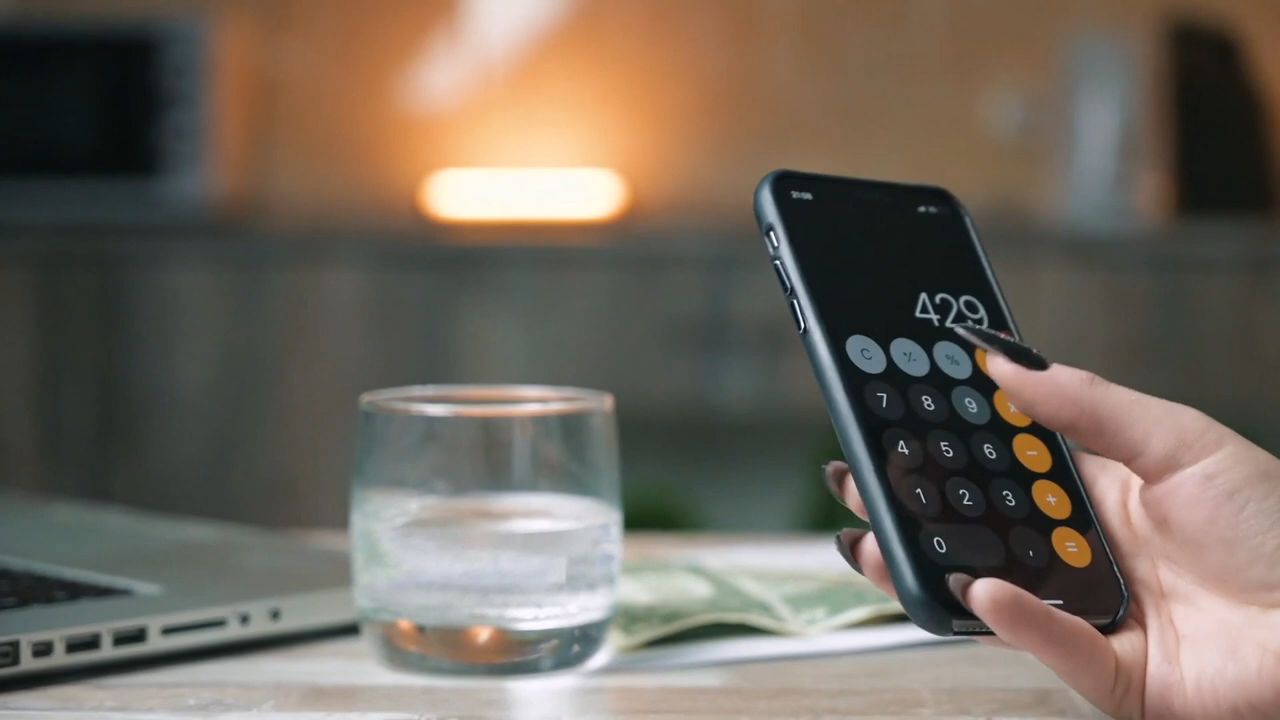 429
C ⁺∕₋ %
7 8 9 ×
4 5 6 −
1 2 3 +
0 , =